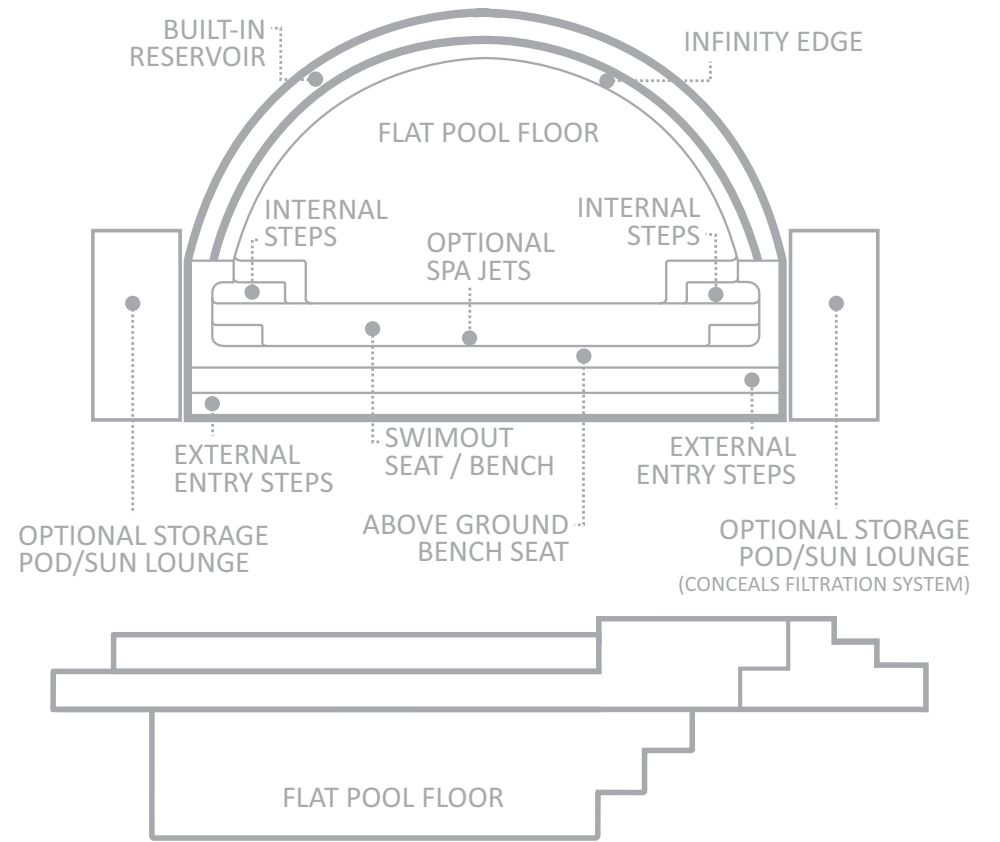 BUILT-IN
RESERVOIR
INFINITY EDGE
FLAT POOL FLOOR
INTERNAL
STEPS
INTERNAL
STEPS
OPTIONAL
SPA JETS
SWIMOUT
SEAT / BENCH
EXTERNAL
ENTRY STEPS
EXTERNAL
ENTRY STEPS
ABOVE GROUND
BENCH SEAT
OPTIONAL STORAGE
POD/SUN LOUNGE
OPTIONAL STORAGE
POD/SUN LOUNGE
(CONCEALS FILTRATION SYSTEM)
FLAT POOL FLOOR